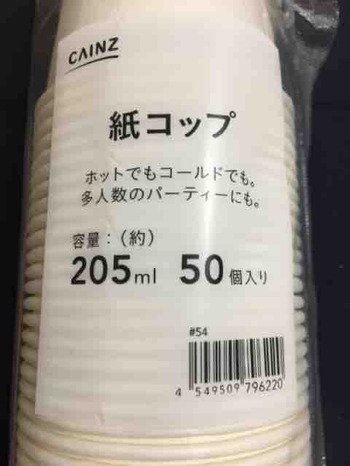 CAINZ
紙コップ
ホットでもコールドでも。
多人数のパーティーにも。
容量：（約）
205ml 50個入り
#54
4 549509 796220